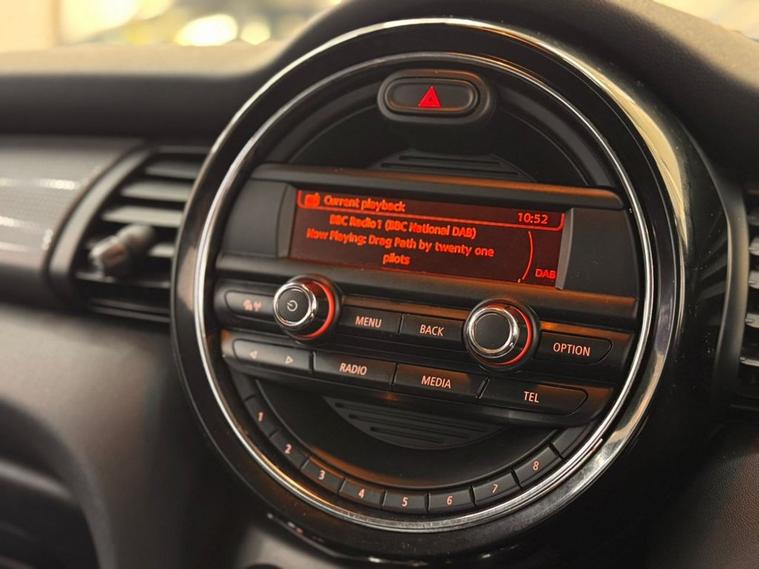 Current playback
10:52
BBC Radio1 (BBC National DAB)
Now Playing: Drag Path by twenty one
pilots
DAB
MENU
BACK
OPTION
RADIO
MEDIA
TEL
1
2
3
4
5
6
7
8